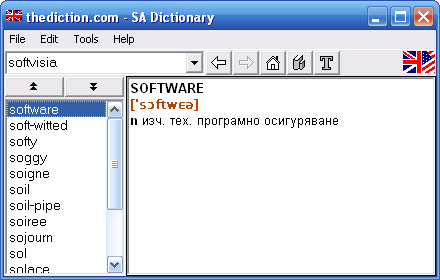 thediction.com - SA Dictionary
File Edit Tools Help
softvisia
T
software
soft-witted
softy
soggy
soigne
soil
soil-pipe
soiree
sojourn
sol
solace
SOFTWARE
['sɔftwɛə]
n изч. тех. програмно осигуряване